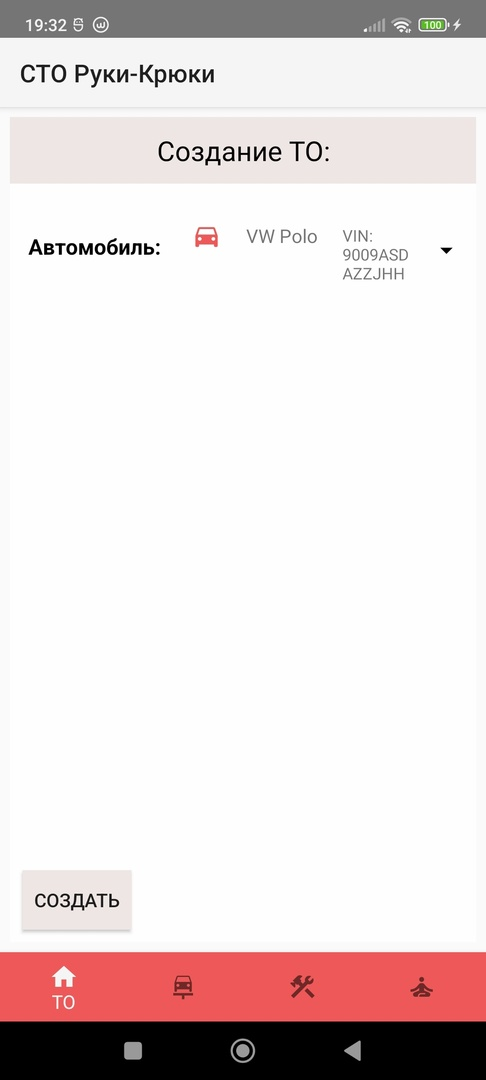 19:32
100
СТО Руки-Крюки
Создание ТО:
Автомобиль:
VW Polo
VIN:
9009ASD
AZZJHH
СОЗДАТЬ
ТО